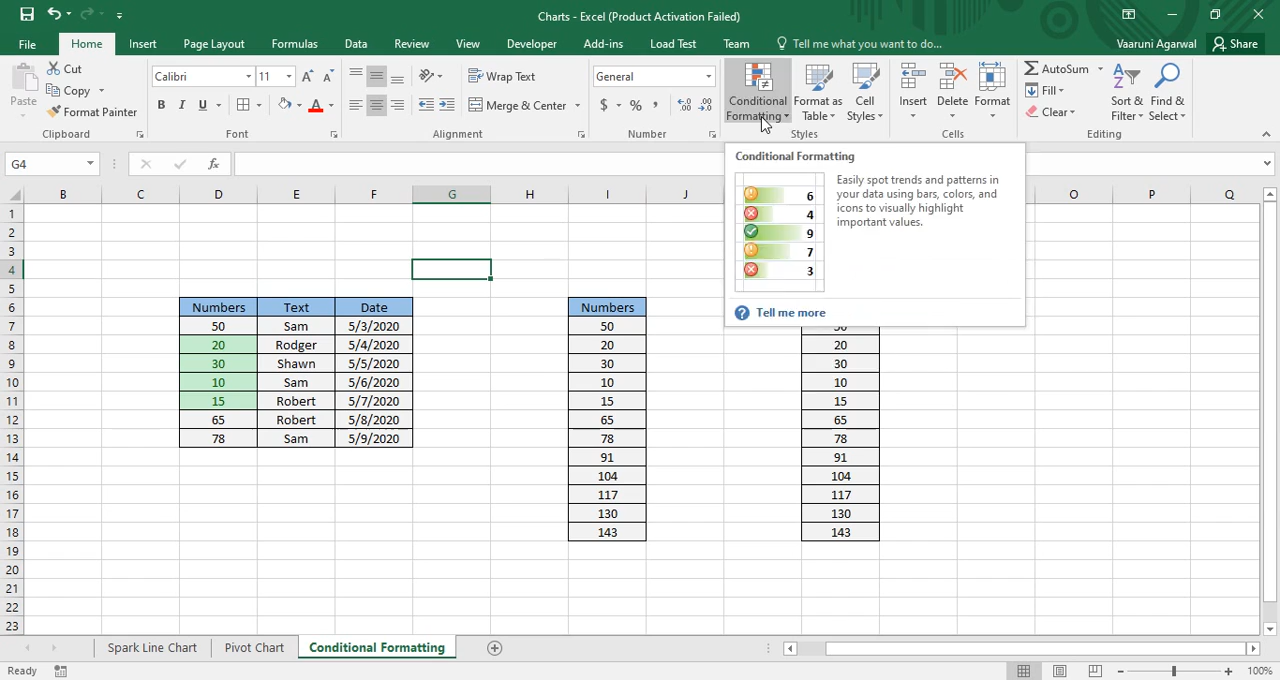 Charts - Excel (Product Activation Failed)
File Home Insert Page Layout Formulas Data Review View Developer Add-ins Load Test Team Tell me what you want to do... Vaaruni Agarwal Share
Paste Cut
Copy
Format Painter
Clipboard
Calibri 11
B I U
Font
Wrap Text
Merge & Center
Alignment
General
$ % ,
Number
Conditional Formatting
Format as Table
Cell Styles
Styles
Insert Delete Format
Cells
AutoSum
Fill
Clear
Sort & Filter
Find & Select
Editing
G4 fx
Conditional Formatting
Easily spot trends and patterns in
your data using bars, colors, and
icons to visually highlight
important values.
6
4
9
7
3
Tell me more
B C D E F G H I J O P Q
1
2
3
4
5
6 Numbers Text Date Numbers
7 50 Sam 5/3/2020 50 50
8 20 Rodger 5/4/2020 20 20
9 30 Shawn 5/5/2020 30 30
10 10 Sam 5/6/2020 10 10
11 15 Robert 5/7/2020 15 15
12 65 Robert 5/8/2020 65 65
13 78 Sam 5/9/2020 78 78
14 91 91
15 104 104
16 117 117
17 130 130
18 143 143
19
20
21
22
23
Spark Line Chart Pivot Chart Conditional Formatting
Ready 100%